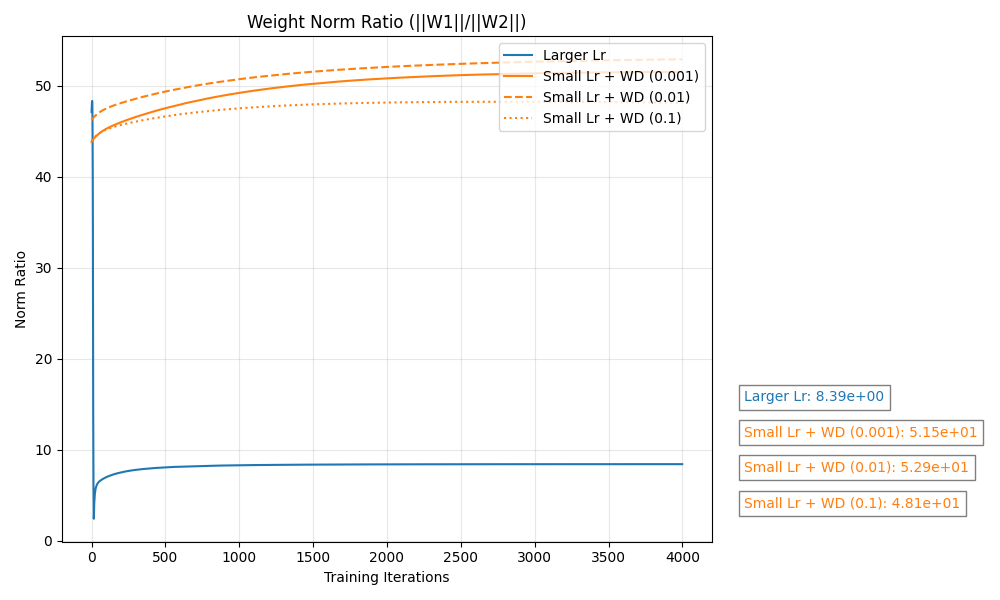 Weight Norm Ratio (||W1||/||W2||)
Larger Lr
Small Lr + WD (0.001)
Small Lr + WD (0.01)
Small Lr + WD (0.1)
50
40
30
20
10
0
Norm Ratio
0 500 1000 1500 2000 2500 3000 3500 4000
Training Iterations
Larger Lr: 8.39e+00
Small Lr + WD (0.001): 5.15e+01
Small Lr + WD (0.01): 5.29e+01
Small Lr + WD (0.1): 4.81e+01